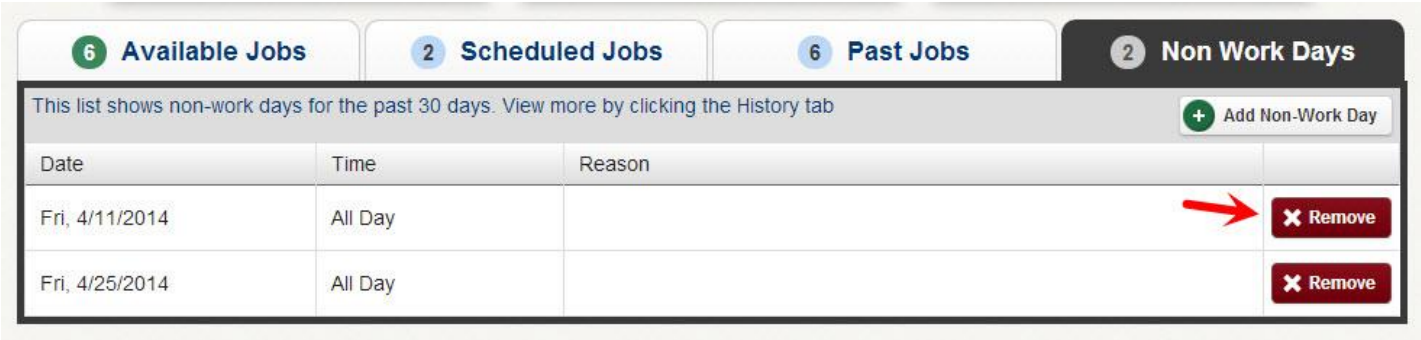 6 Available Jobs 2 Scheduled Jobs 6 Past Jobs 2 Non Work Days
This list shows non-work days for the past 30 days. View more by clicking the History tab + Add Non-Work Day
Date Time Reason
Fri, 4/11/2014 All Day Remove
Fri, 4/25/2014 All Day Remove